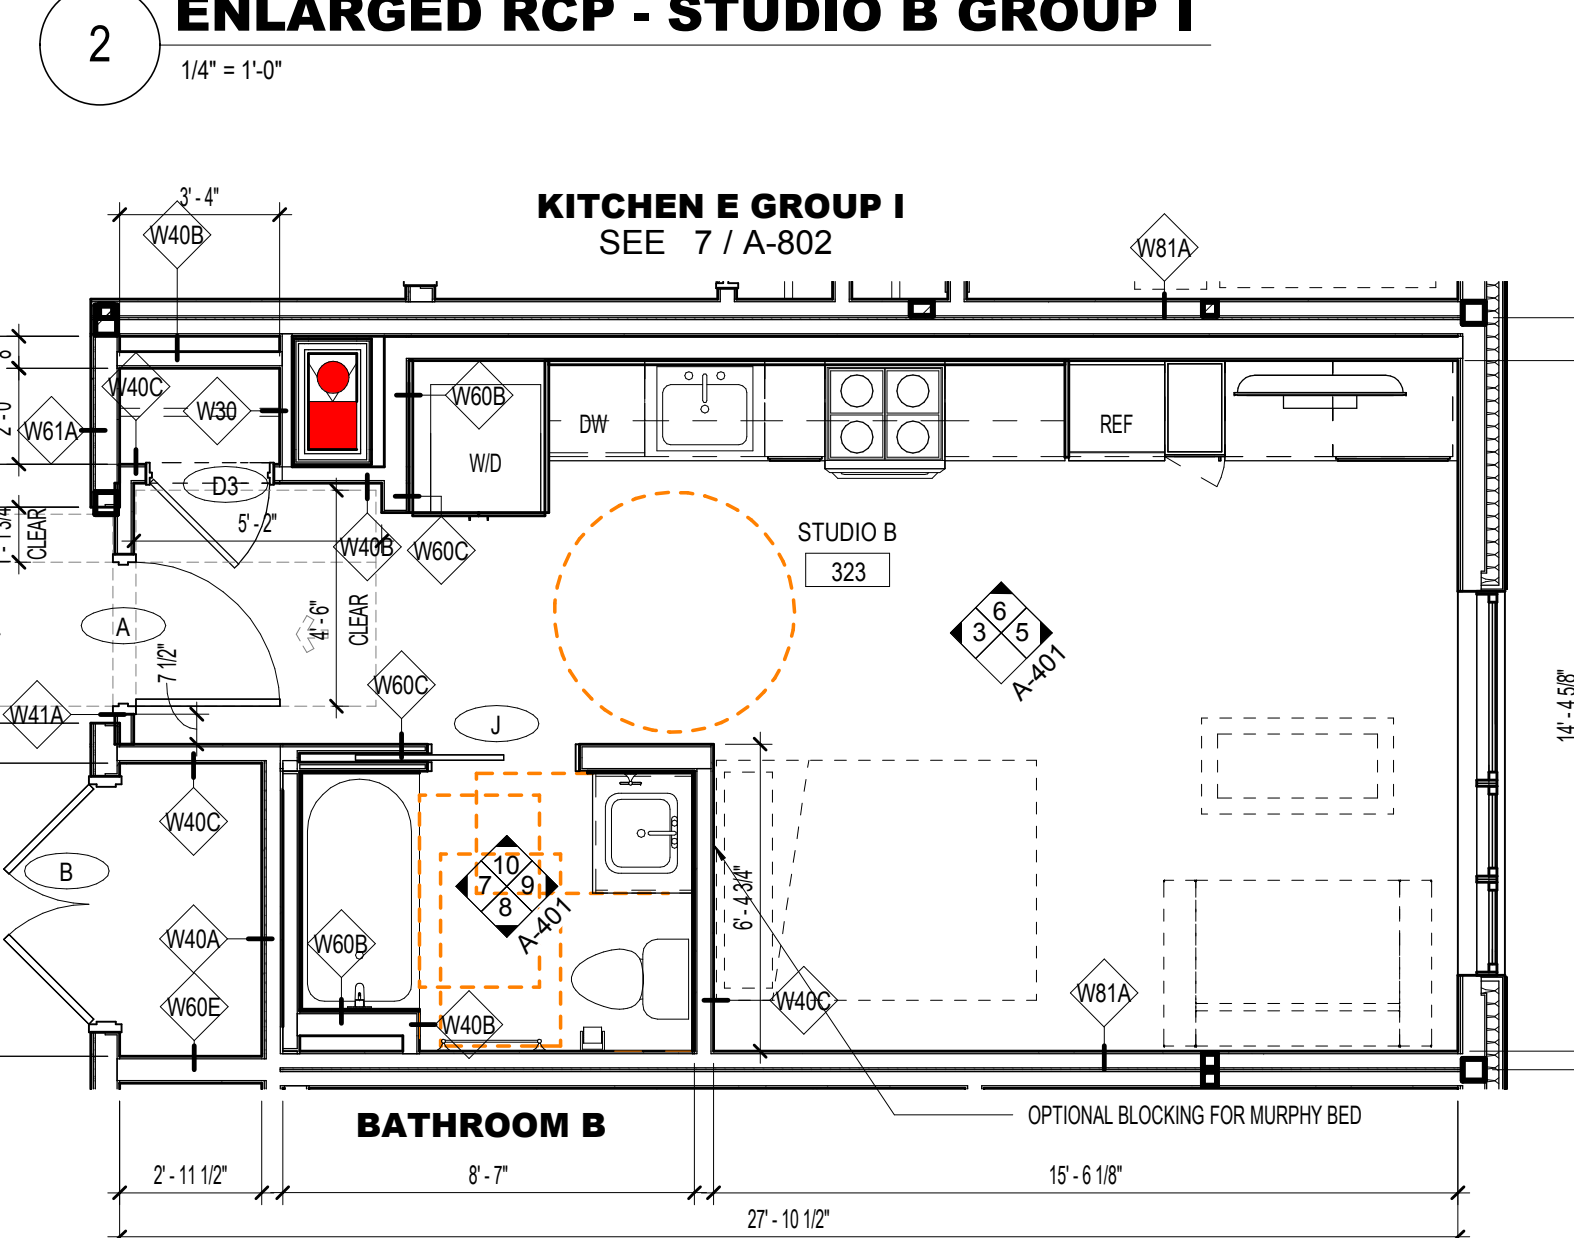 ENLARGED RCP - STUDIO B GROUP I
2
1/4" = 1'-0"
3' - 4"
KITCHEN E GROUP I
SEE 7 / A-802
W40B
W81A
W40C
W30
W61A
2' - 0"
W60B
DW
REF
W/D
D3
CLEAR
5' - 2"
W40B
W60C
STUDIO B
323
A
4' - 6"
CLEAR
6
3
5
A-401
7 1/2"
W60C
W41A
J
14' - 4 5/8"
W40C
B
10
7
9
8
A-401
6' - 4 3/4"
W40A
W60B
W60E
W40B
W40C
W81A
OPTIONAL BLOCKING FOR MURPHY BED
BATHROOM B
2' - 11 1/2"
8' - 7"
15' - 6 1/8"
27' - 10 1/2"